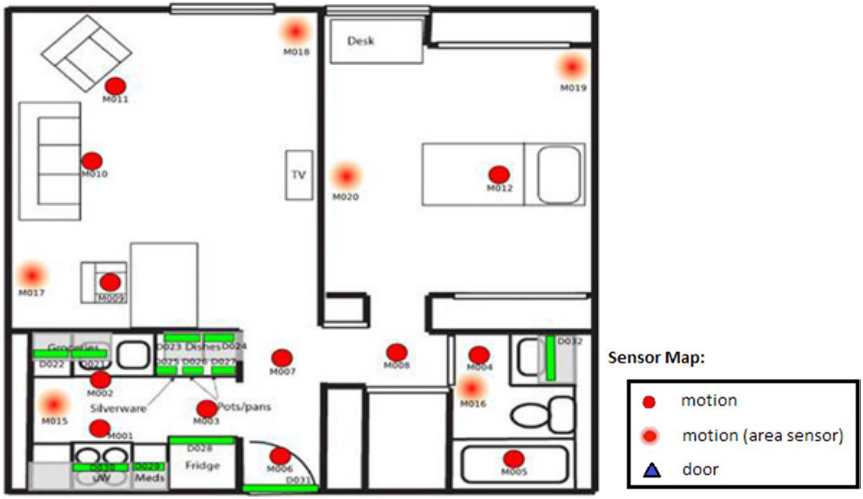 M018
Desk
M019
M011
M010
TV
M020
M012
M017
M009
Groceries
D022
D021
D023
Dishes
D024
D025
D026
D027
D032
M007
M008
M004
M002
M016
Silverware
Pots/pans
M015
M003
M001
D028
Fridge
M006
D031
M005
D030
D029
uW
Meds
Sensor Map:
motion
motion (area sensor)
door